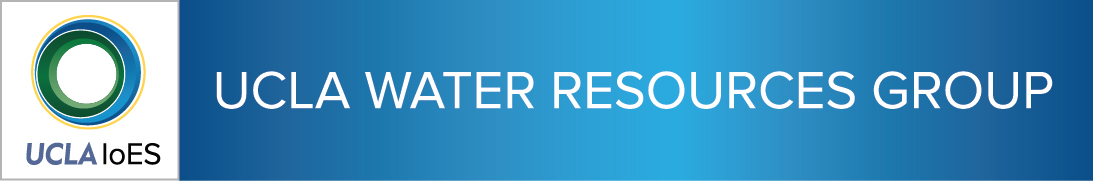 UCLA IoES
UCLA WATER RESOURCES GROUP